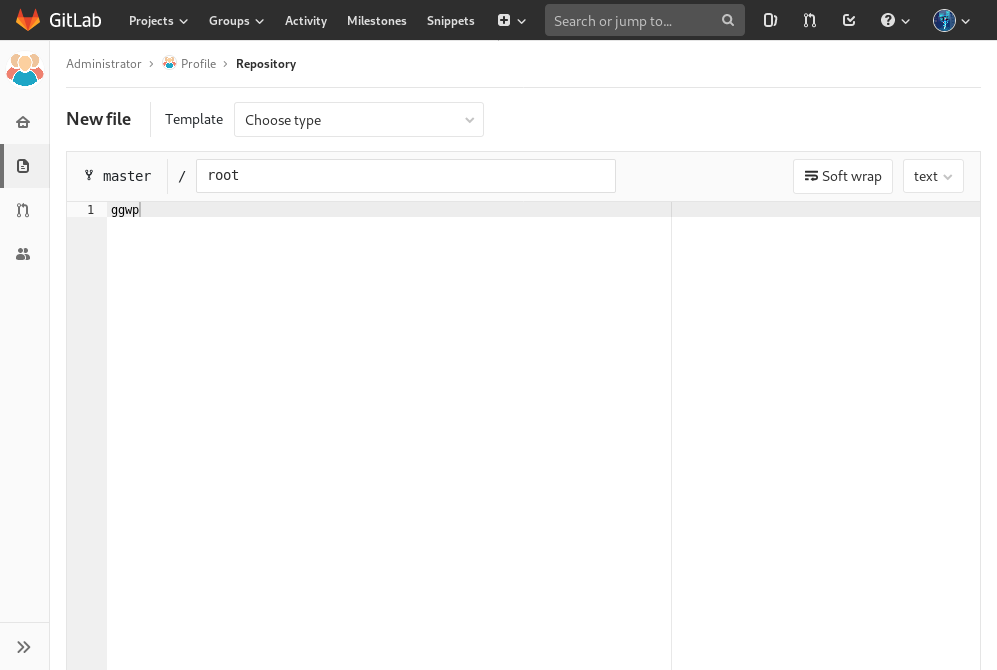 GitLab Projects Groups Activity Milestones Snippets Search or jump to...
Administrator › Profile › Repository
New file Template Choose type
master / root Soft wrap text
1 ggwp